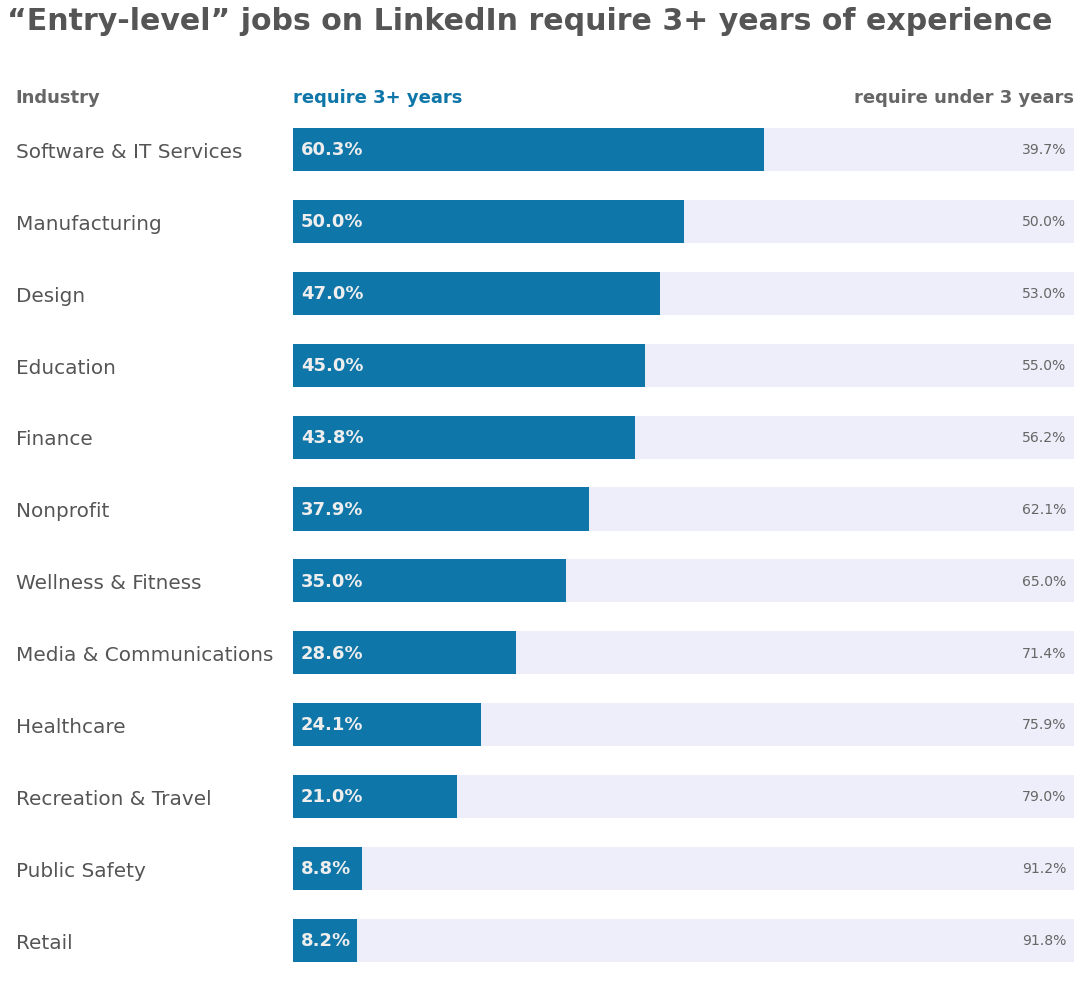 “Entry-level” jobs on LinkedIn require 3+ years of experience
Industry require 3+ years require under 3 years
Software & IT Services 60.3% 39.7%
Manufacturing 50.0% 50.0%
Design 47.0% 53.0%
Education 45.0% 55.0%
Finance 43.8% 56.2%
Nonprofit 37.9% 62.1%
Wellness & Fitness 35.0% 65.0%
Media & Communications 28.6% 71.4%
Healthcare 24.1% 75.9%
Recreation & Travel 21.0% 79.0%
Public Safety 8.8% 91.2%
Retail 8.2% 91.8%